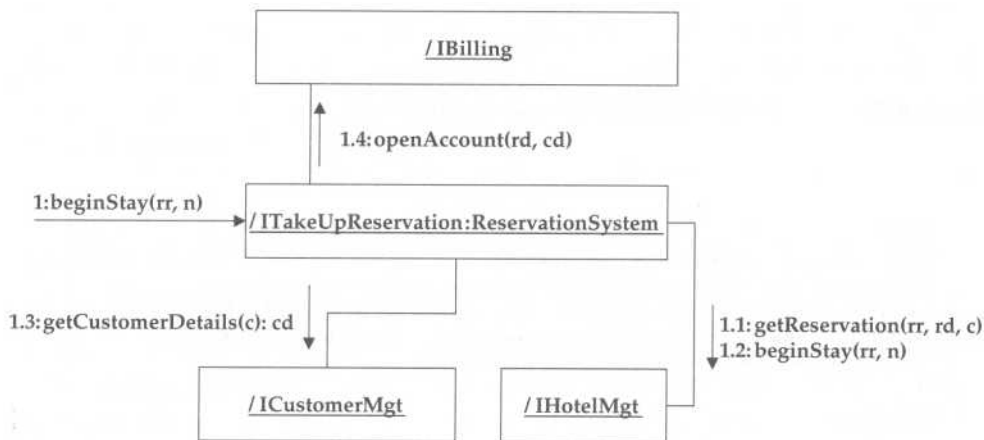 / IBilling
1.4:openAccount(rd, cd)
1:beginStay(rr, n)
/ ITakeUpReservation:ReservationSystem
1.3:getCustomerDetails(c): cd
1.1: getReservation(rr, rd, c)
1.2: beginStay(rr, n)
/ ICustomerMgt
/ IHotelMgt